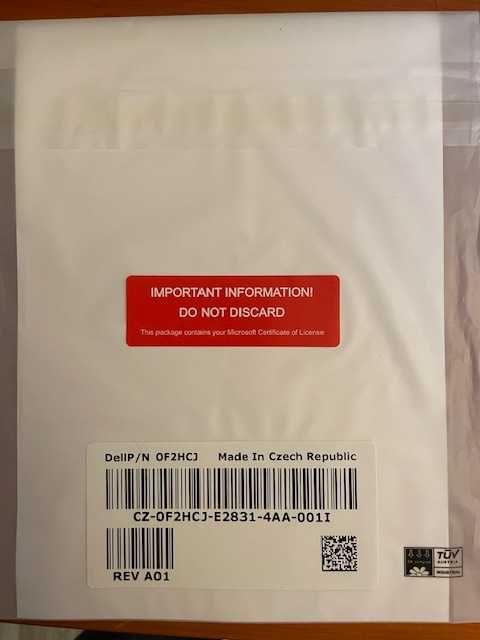 IMPORTANT INFORMATION!
DO NOT DISCARD
This package contains your Microsoft Certificate of License
DellP/N 0F2HCJ Made In Czech Republic
CZ-0F2HCJ-E2831-4AA-001I
REV A01
TÜV
AUSTRIA